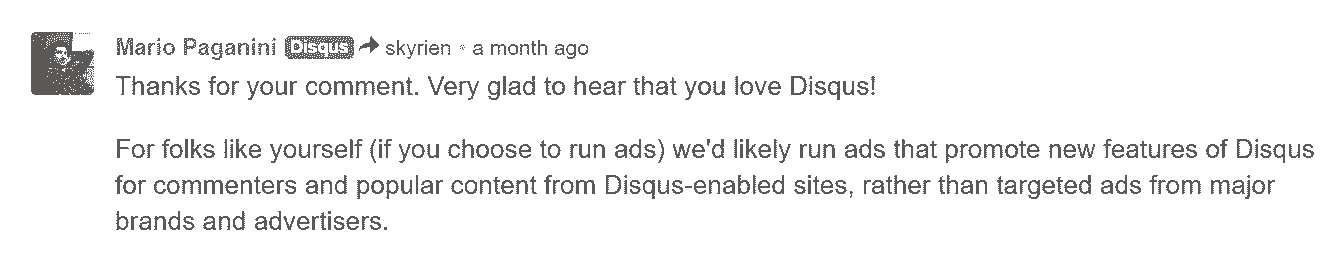 Mario Paganini Disqus skyrien • a month ago
Thanks for your comment. Very glad to hear that you love Disqus!
For folks like yourself (if you choose to run ads) we'd likely run ads that promote new features of Disqus
for commenters and popular content from Disqus-enabled sites, rather than targeted ads from major
brands and advertisers.